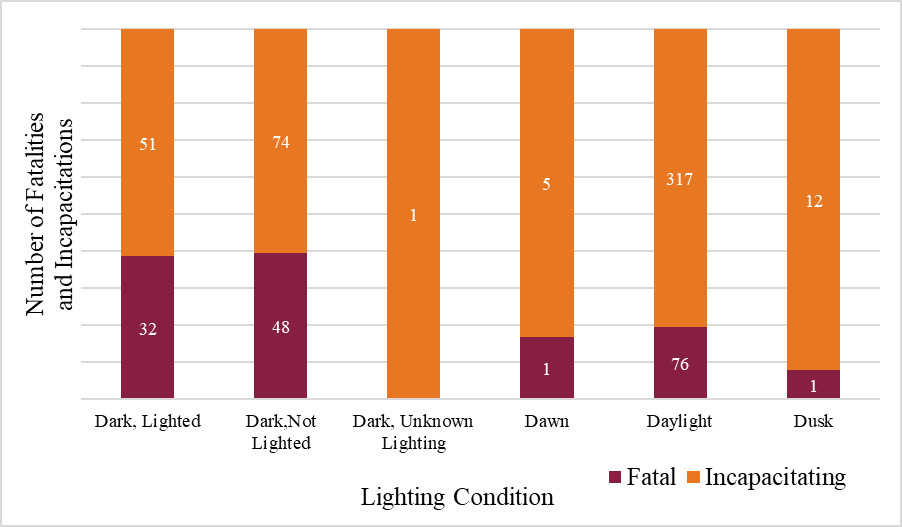 Number of Fatalities
and Incapacitations
51
74
1
5
317
12
32
48
1
76
1
Dark, Lighted
Dark,Not
Lighted
Dark, Unknown
Lighting
Dawn
Daylight
Dusk
Fatal
Incapacitating
Lighting Condition